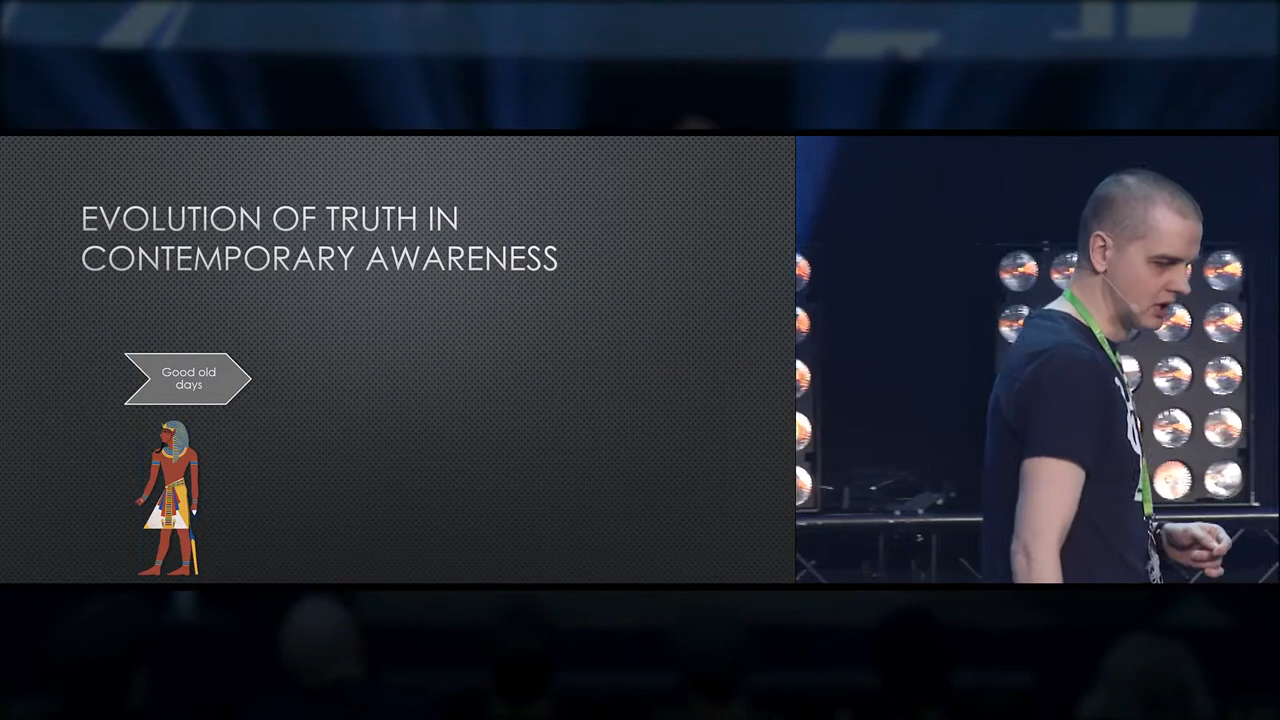 EVOLUTION OF TRUTH IN
CONTEMPORARY AWARENESS
Good old
days